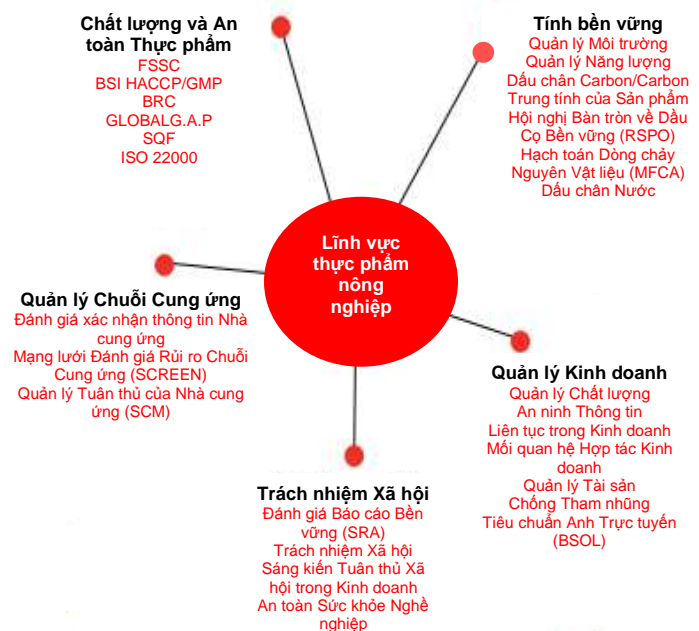 Chất lượng và An
toàn Thực phẩm
FSSC
BSI HACCP/GMP
BRC
GLOBALG.A.P
SQF
ISO 22000
Tính bền vững
Quản lý Môi trường
Quản lý Năng lượng
Dấu chân Carbon/Carbon
Trung tính của Sản phẩm
Hội nghị Bàn tròn về Dầu
Cọ Bền vững (RSPO)
Hạch toán Dòng chảy
Nguyên Vật liệu (MFCA)
Dấu chân Nước
Lĩnh vực
thực phẩm
nông
nghiệp
Quản lý Chuỗi Cung ứng
Đánh giá xác nhận thông tin Nhà
cung ứng
Mạng lưới Đánh giá Rủi ro Chuỗi
Cung ứng (SCREEN)
Quản lý Tuân thủ của Nhà cung
ứng (SCM)
Quản lý Kinh doanh
Quản lý Chất lượng
An ninh Thông tin
Liên tục trong Kinh doanh
Mối quan hệ Hợp tác Kinh
doanh
Quản lý Tài sản
Chống Tham nhũng
Tiêu chuẩn Anh Trực tuyến
(BSOL)
Trách nhiệm Xã hội
Đánh giá Báo cáo Bền
vững (SRA)
Trách nhiệm Xã hội
Sáng kiến Tuân thủ Xã
hội trong Kinh doanh
An toàn Sức khỏe Nghề
nghiệp